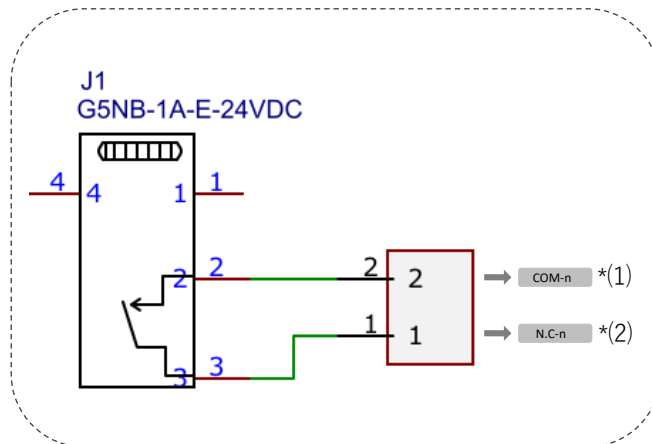 J1
G5NB-1A-E-24VDC
4 4 1 1
2 2 2 2 COM-n *(1)
1 1 N.C-n *(2)
3 3